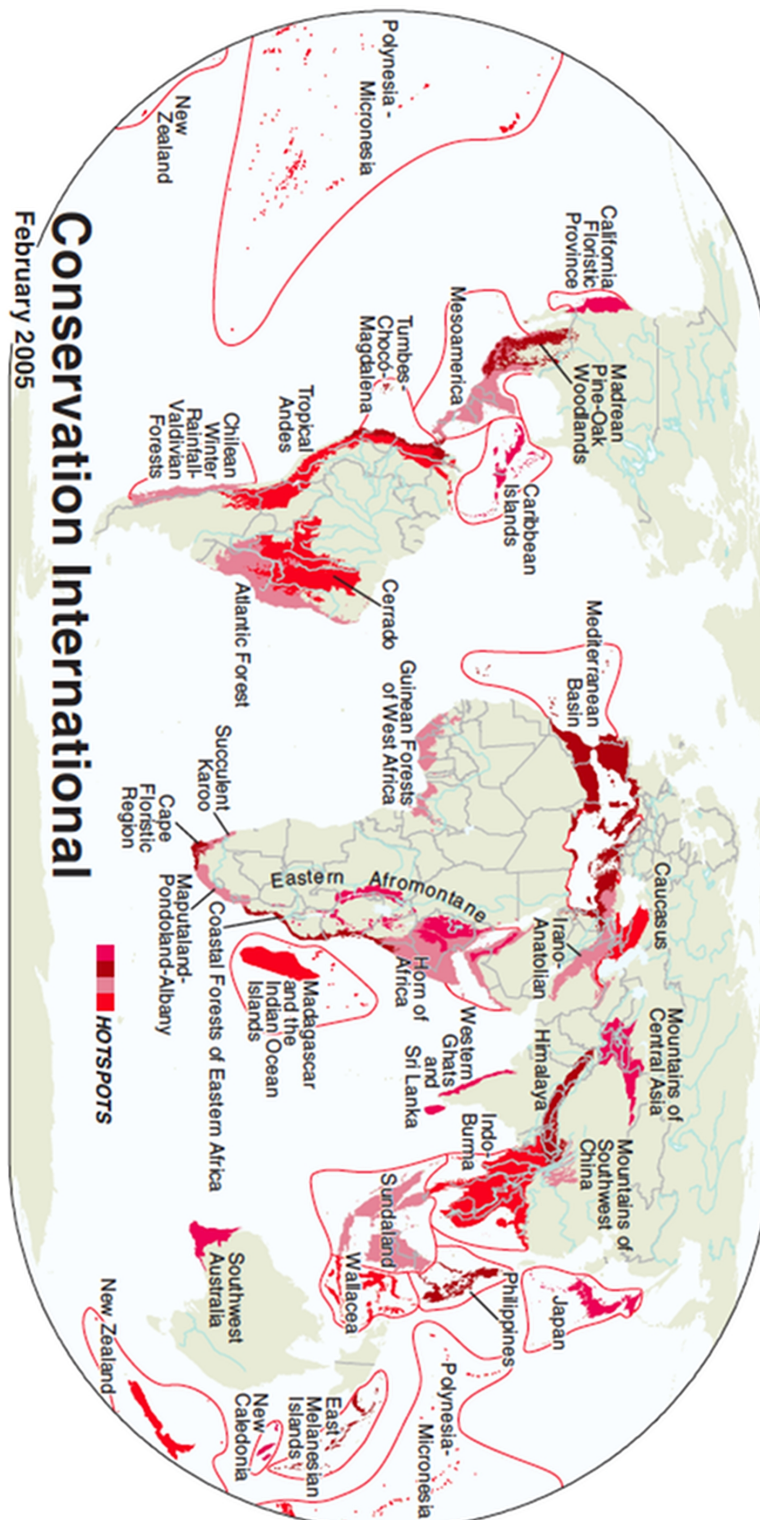 Polynesia -
Micronesia
New
Zealand
California
Floristic
Province
Madrean
Pine-Oak
Woodlands
Mesoamerica
Caribbean
Islands
Tumbes-
Chocó-
Magdalena
Tropical
Andes
Chilean
Winter
Rainfall-
Valdivian
Forests
Cerrado
Atlantic Forest
Mediterranean
Basin
Guinean Forests
of West Africa
Succulent
Karoo
Cape
Floristic
Region
Maputaland-
Pondoland-Albany
Coastal Forests of Eastern Africa
Eastern Afromontane
Horn of
Africa
Madagascar
and the
Indian Ocean
Islands
Caucasus
Irano-
Anatolian
Mountains of
Central Asia
Himalaya
Western
Ghats
and
Sri Lanka
Mountains of
Southwest
China
Indo-
Burma
Sundaland
Wallacea
Philippines
Japan
Southwest
Australia
Polynesia-
Micronesia
East
Melanesian
Islands
New
Caledonia
New Zealand
Conservation International
February 2005
HOTSPOTS